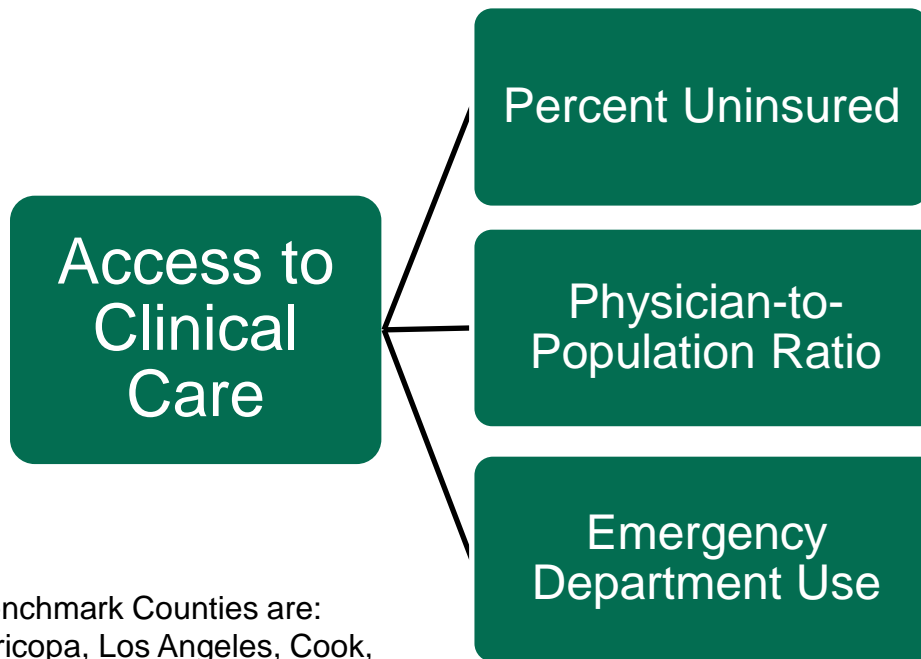 Percent Uninsured
Access to
Clinical
Care
Physician-to-
Population Ratio
Emergency
Department Use
nchmark Counties are:
ricopa, Los Angeles, Cook,